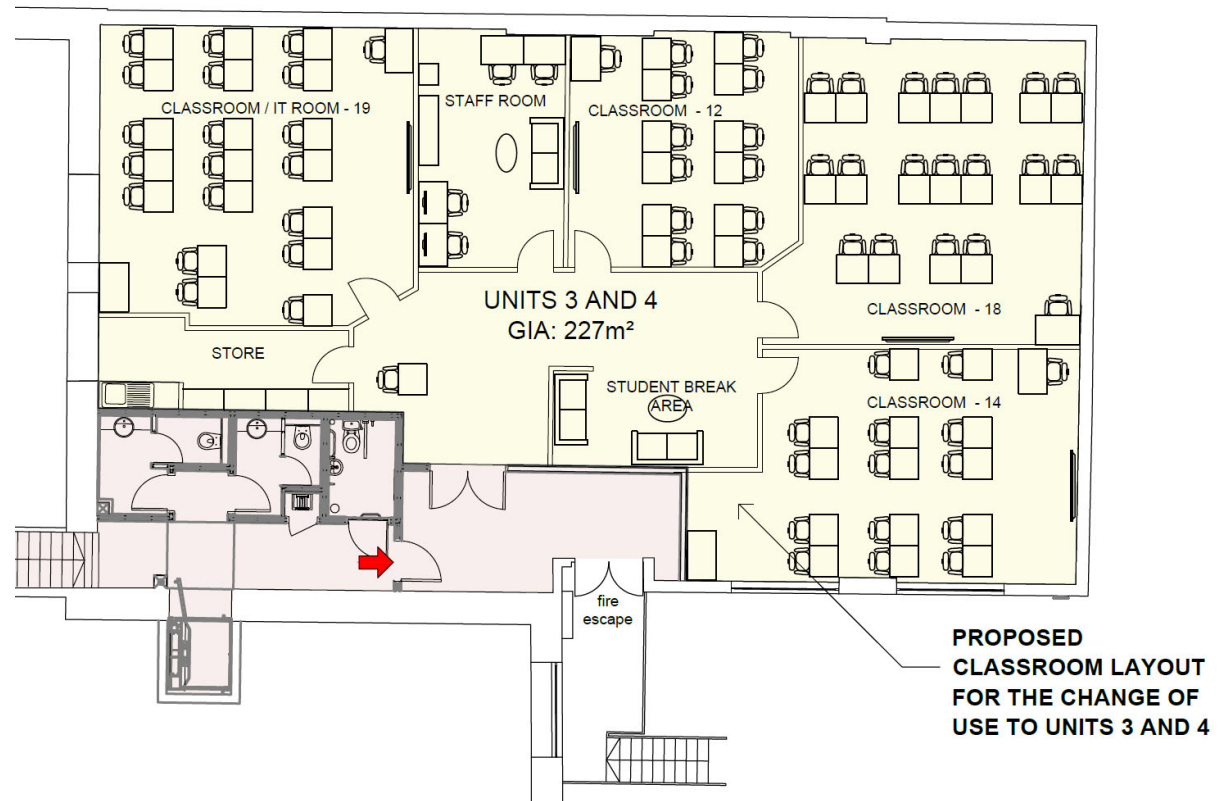 CLASSROOM / IT ROOM - 19
STAFF ROOM
CLASSROOM - 12
UNITS 3 AND 4
GIA: 227m²
CLASSROOM - 18
STORE
STUDENT BREAK
AREA
CLASSROOM - 14
fire
escape
PROPOSED
CLASSROOM LAYOUT
FOR THE CHANGE OF
USE TO UNITS 3 AND 4